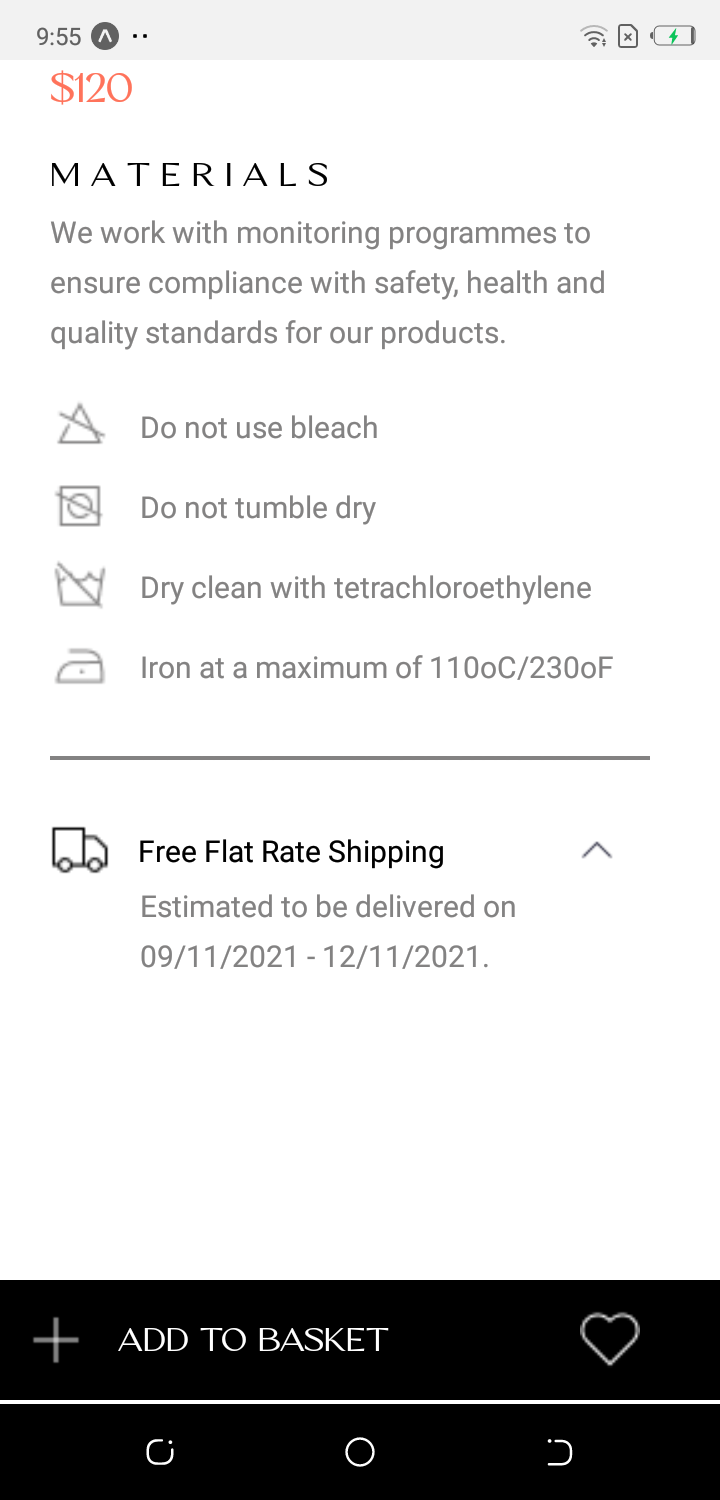 9:55
$120
MATERIALS
We work with monitoring programmes to
ensure compliance with safety, health and
quality standards for our products.
Do not use bleach
Do not tumble dry
Dry clean with tetrachloroethylene
Iron at a maximum of 110oC/230oF
Free Flat Rate Shipping
Estimated to be delivered on
09/11/2021 - 12/11/2021.
ADD TO BASKET